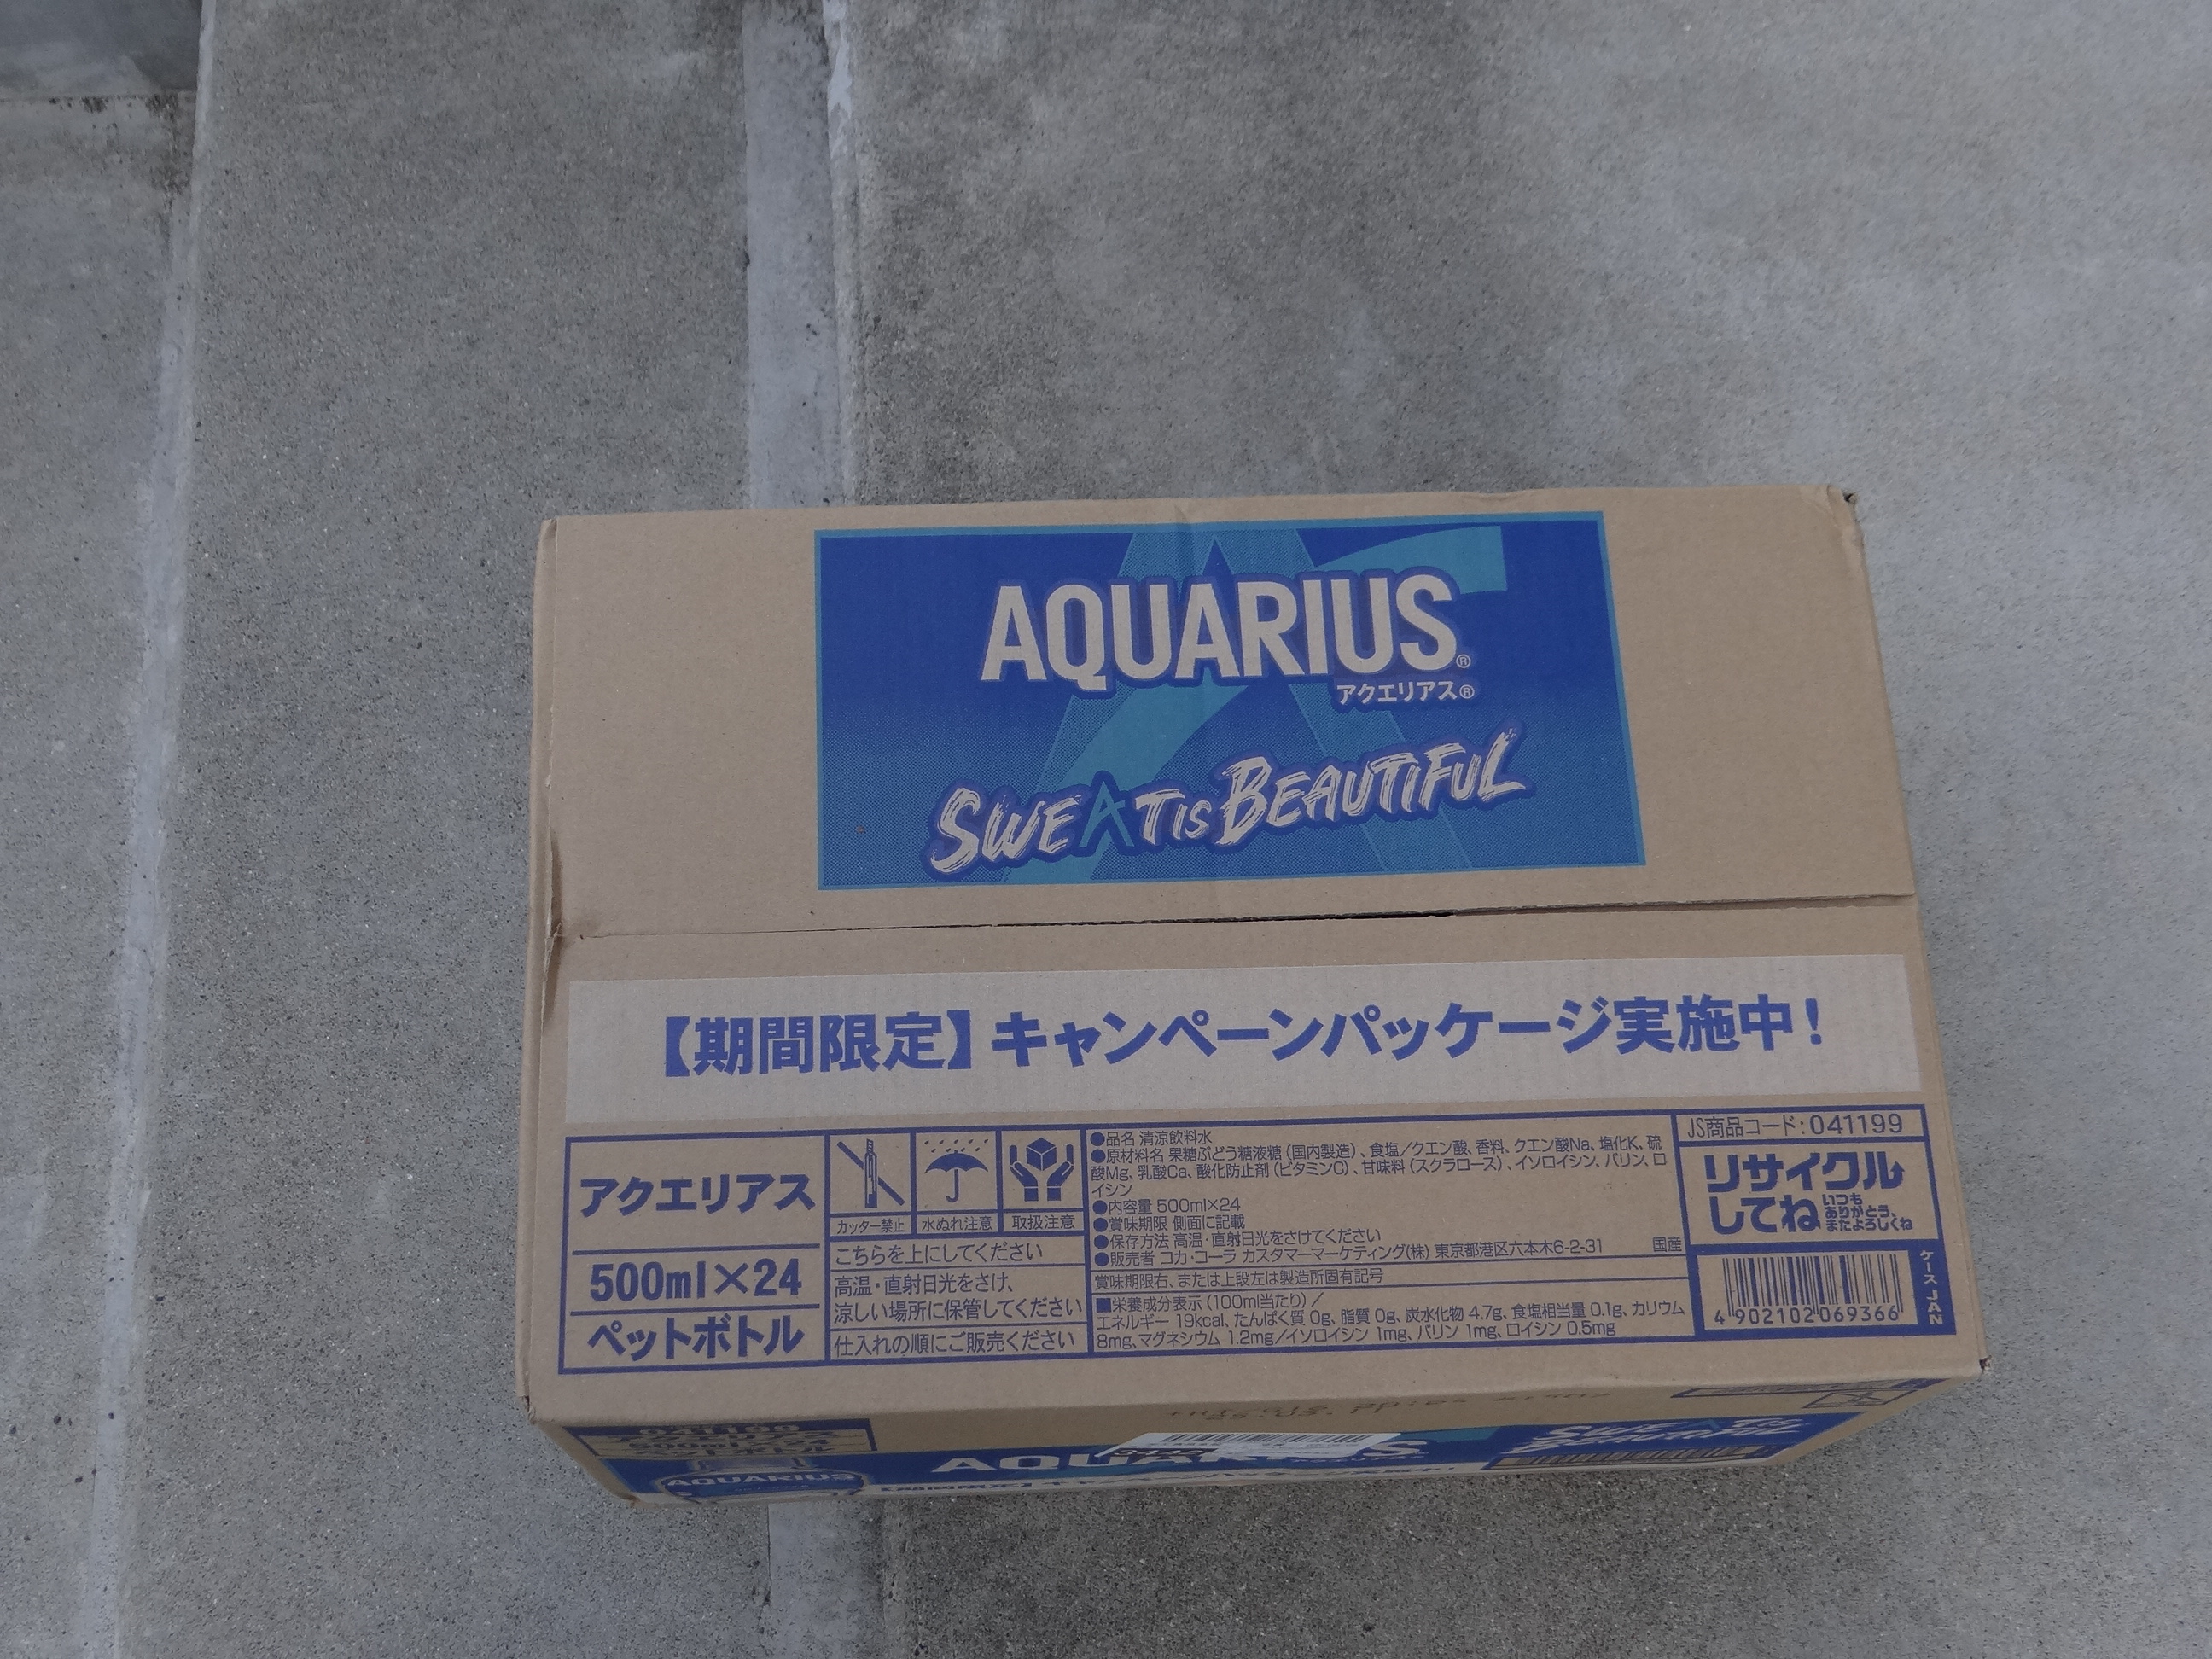 AQUARIUS®
アクエリアス®
SWEAT IS BEAUTIFUL
【期間限定】キャンペーンパッケージ実施中！
アクエリアス
500ml×24
ペットボトル
カッター禁止
水ぬれ注意
取扱注意
こちらを上にしてください
高温・直射日光をさけ、
涼しい場所に保管してください
仕入れの順にご販売ください
●品名 清涼飲料水
●原材料名 果糖ぶどう糖液糖（国内製造）、食塩／クエン酸、香料、クエン酸Na、塩化K、硫
酸Mg、乳酸Ca、酸化防止剤（ビタミンC）、甘味料（スクラロース）、イソロイシン、バリン、ロ
イシン
●内容量 500ml×24
●賞味期限 側面に記載
●保存方法 高温・直射日光をさけてください
●販売者 コカ・コーラ カスタマーマーケティング(株) 東京都港区六本木6-2-31 国産
賞味期限右、または上段左は製造所固有記号
■栄養成分表示（100ml当たり）／
エネルギー 19kcal、たんぱく質 0g、脂質 0g、炭水化物 4.7g、食塩相当量 0.1g、カリウム
8mg、マグネシウム 1.2mg／イソロイシン 1mg、バリン 1mg、ロイシン 0.5mg
JS商品コード：041199
リサイクル
してね
いつも
ありがとう、
またよろしくね
4902102069366
ケースJAN
041199
500ml×24
AQUARIUS